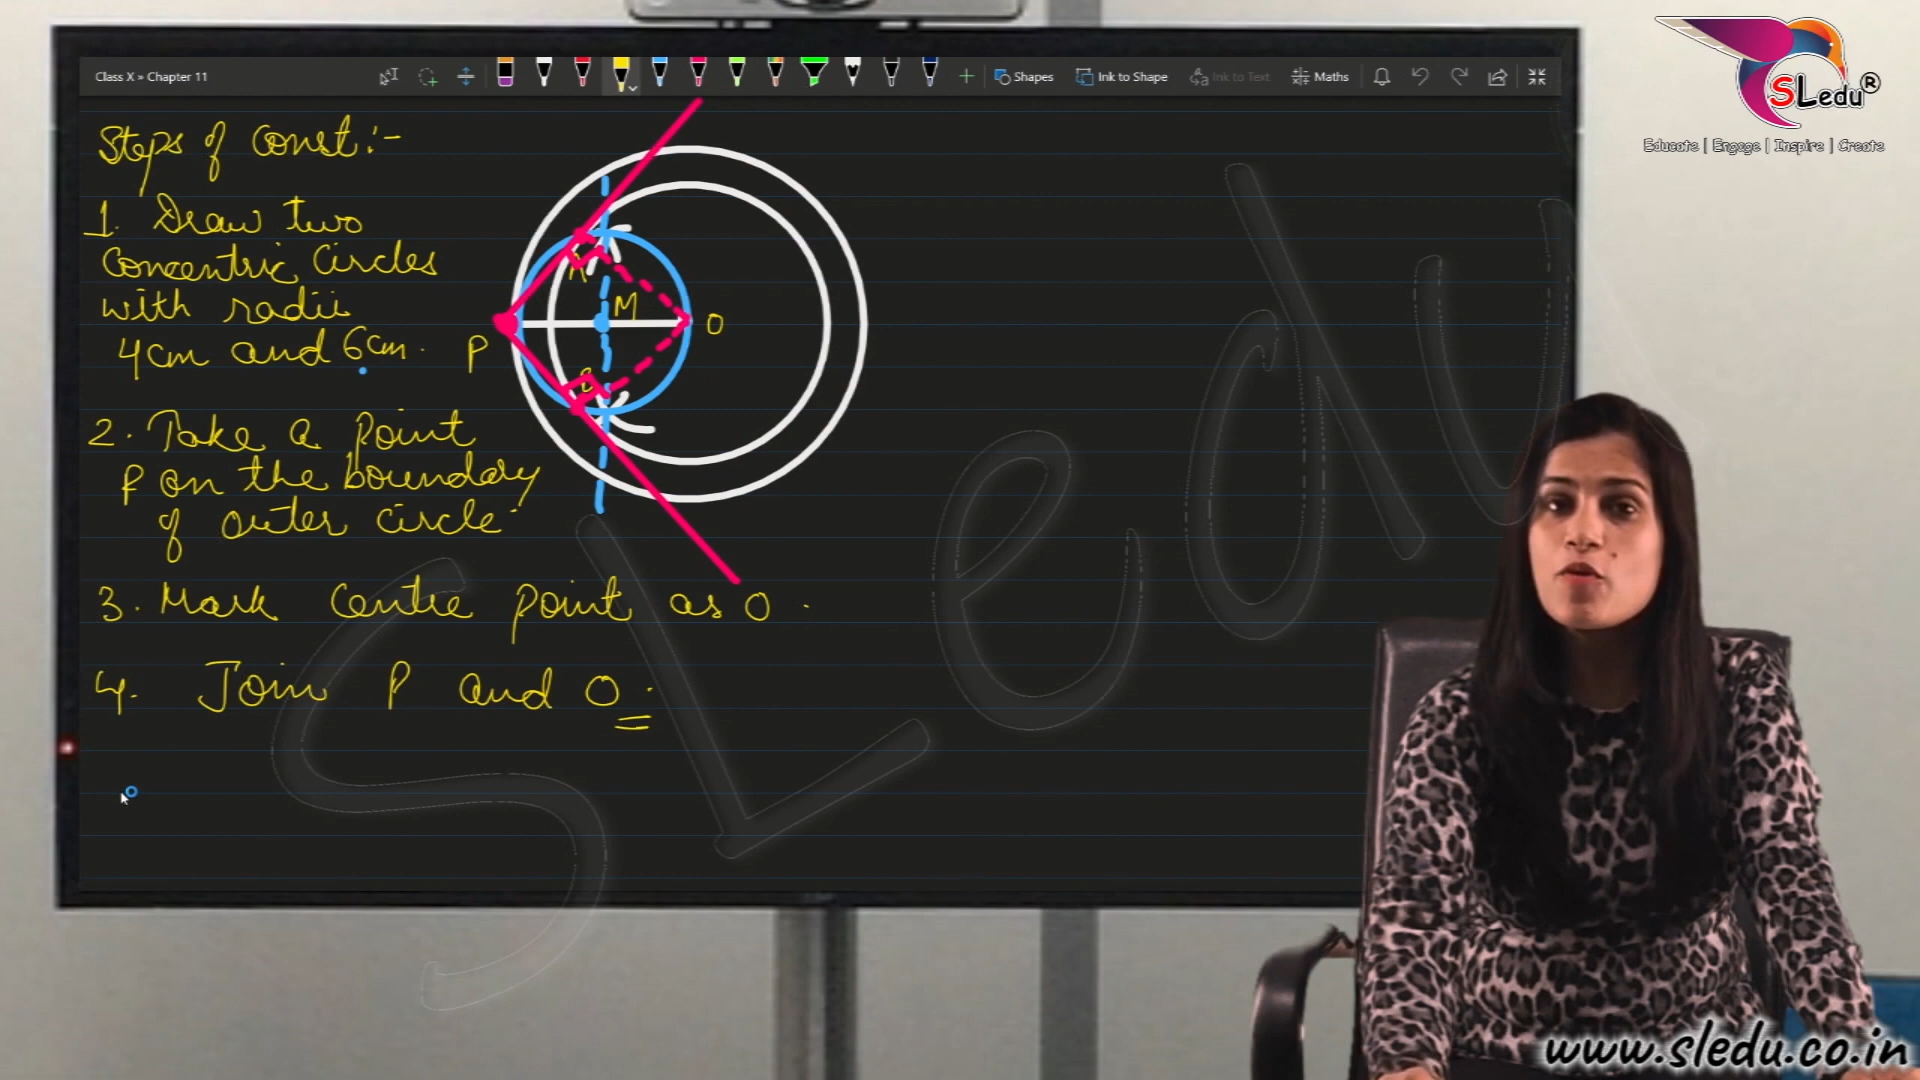 Class X » Chapter 11
Shapes
Ink to Shape
Ink to Text
Maths
SLedu®
Educate | Engage | Inspire | Create
Steps of Const:-
1. Draw two
Concentric Circles
with radii
4cm and 6cm.
2. Take a point
P on the boundary
of outer circle.
3. Mark Centre point as O.
4. Join P and O.
A
M
O
P
B
SLedu
www.sledu.co.in